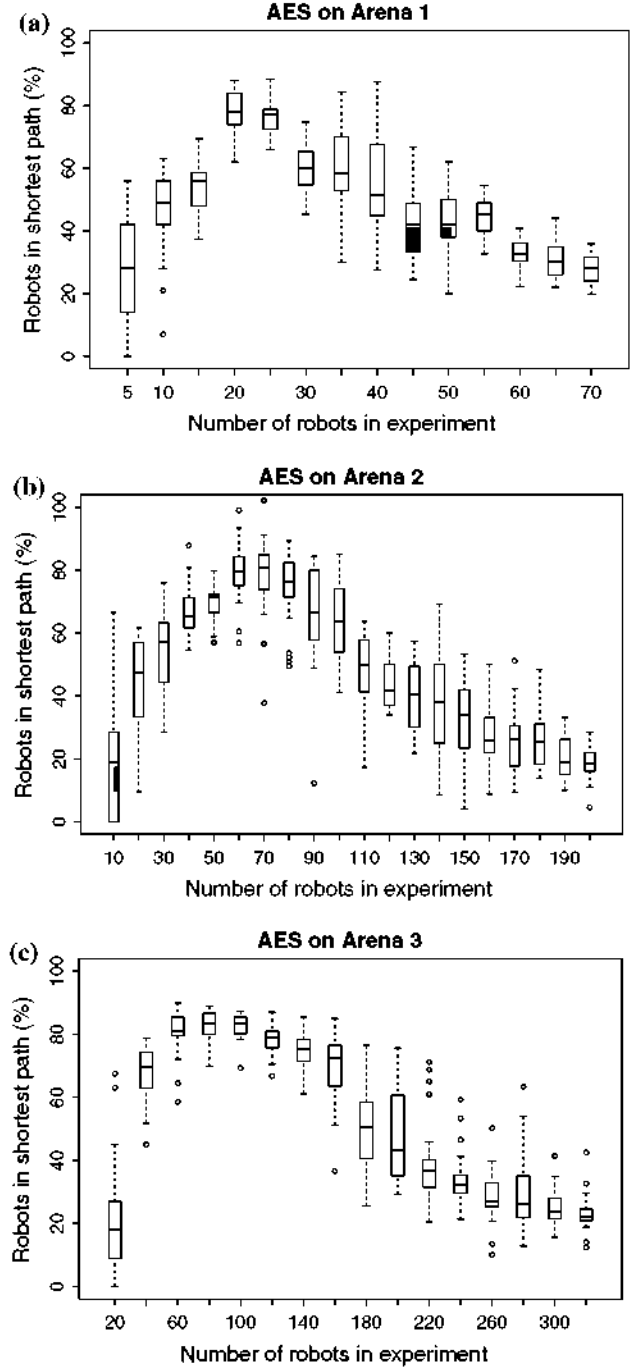 (a)
AES on Arena 1
Robots in shortest path (%)
0 20 40 60 80 100
5 10 20 30 40 50 60 70
Number of robots in experiment
(b)
AES on Arena 2
Robots in shortest path (%)
0 20 40 60 80 100
10 30 50 70 90 110 130 150 170 190
Number of robots in experiment
(c)
AES on Arena 3
Robots in shortest path (%)
0 20 40 60 80 100
20 60 100 140 180 220 260 300
Number of robots in experiment